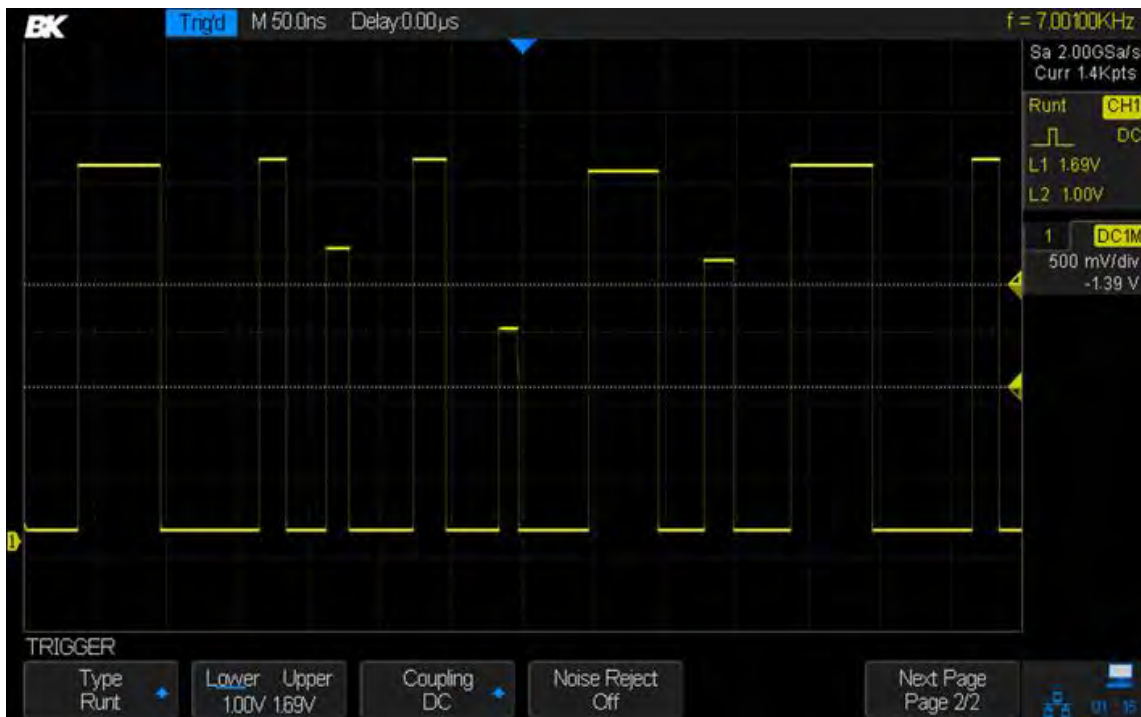 BK Trig'd M 50.0ns Delay:0.00µs f = 7.00100KHz
Sa 2.00GSa/s
Curr 1.4Kpts
Runt CH1
DC
L1 1.69V
L2 1.00V
1 DC1M
500 mV/div
-1.39 V
1
TRIGGER
Type Lower Upper Coupling Noise Reject Next Page
Runt 1.00V 1.69V DC Off Page 2/2